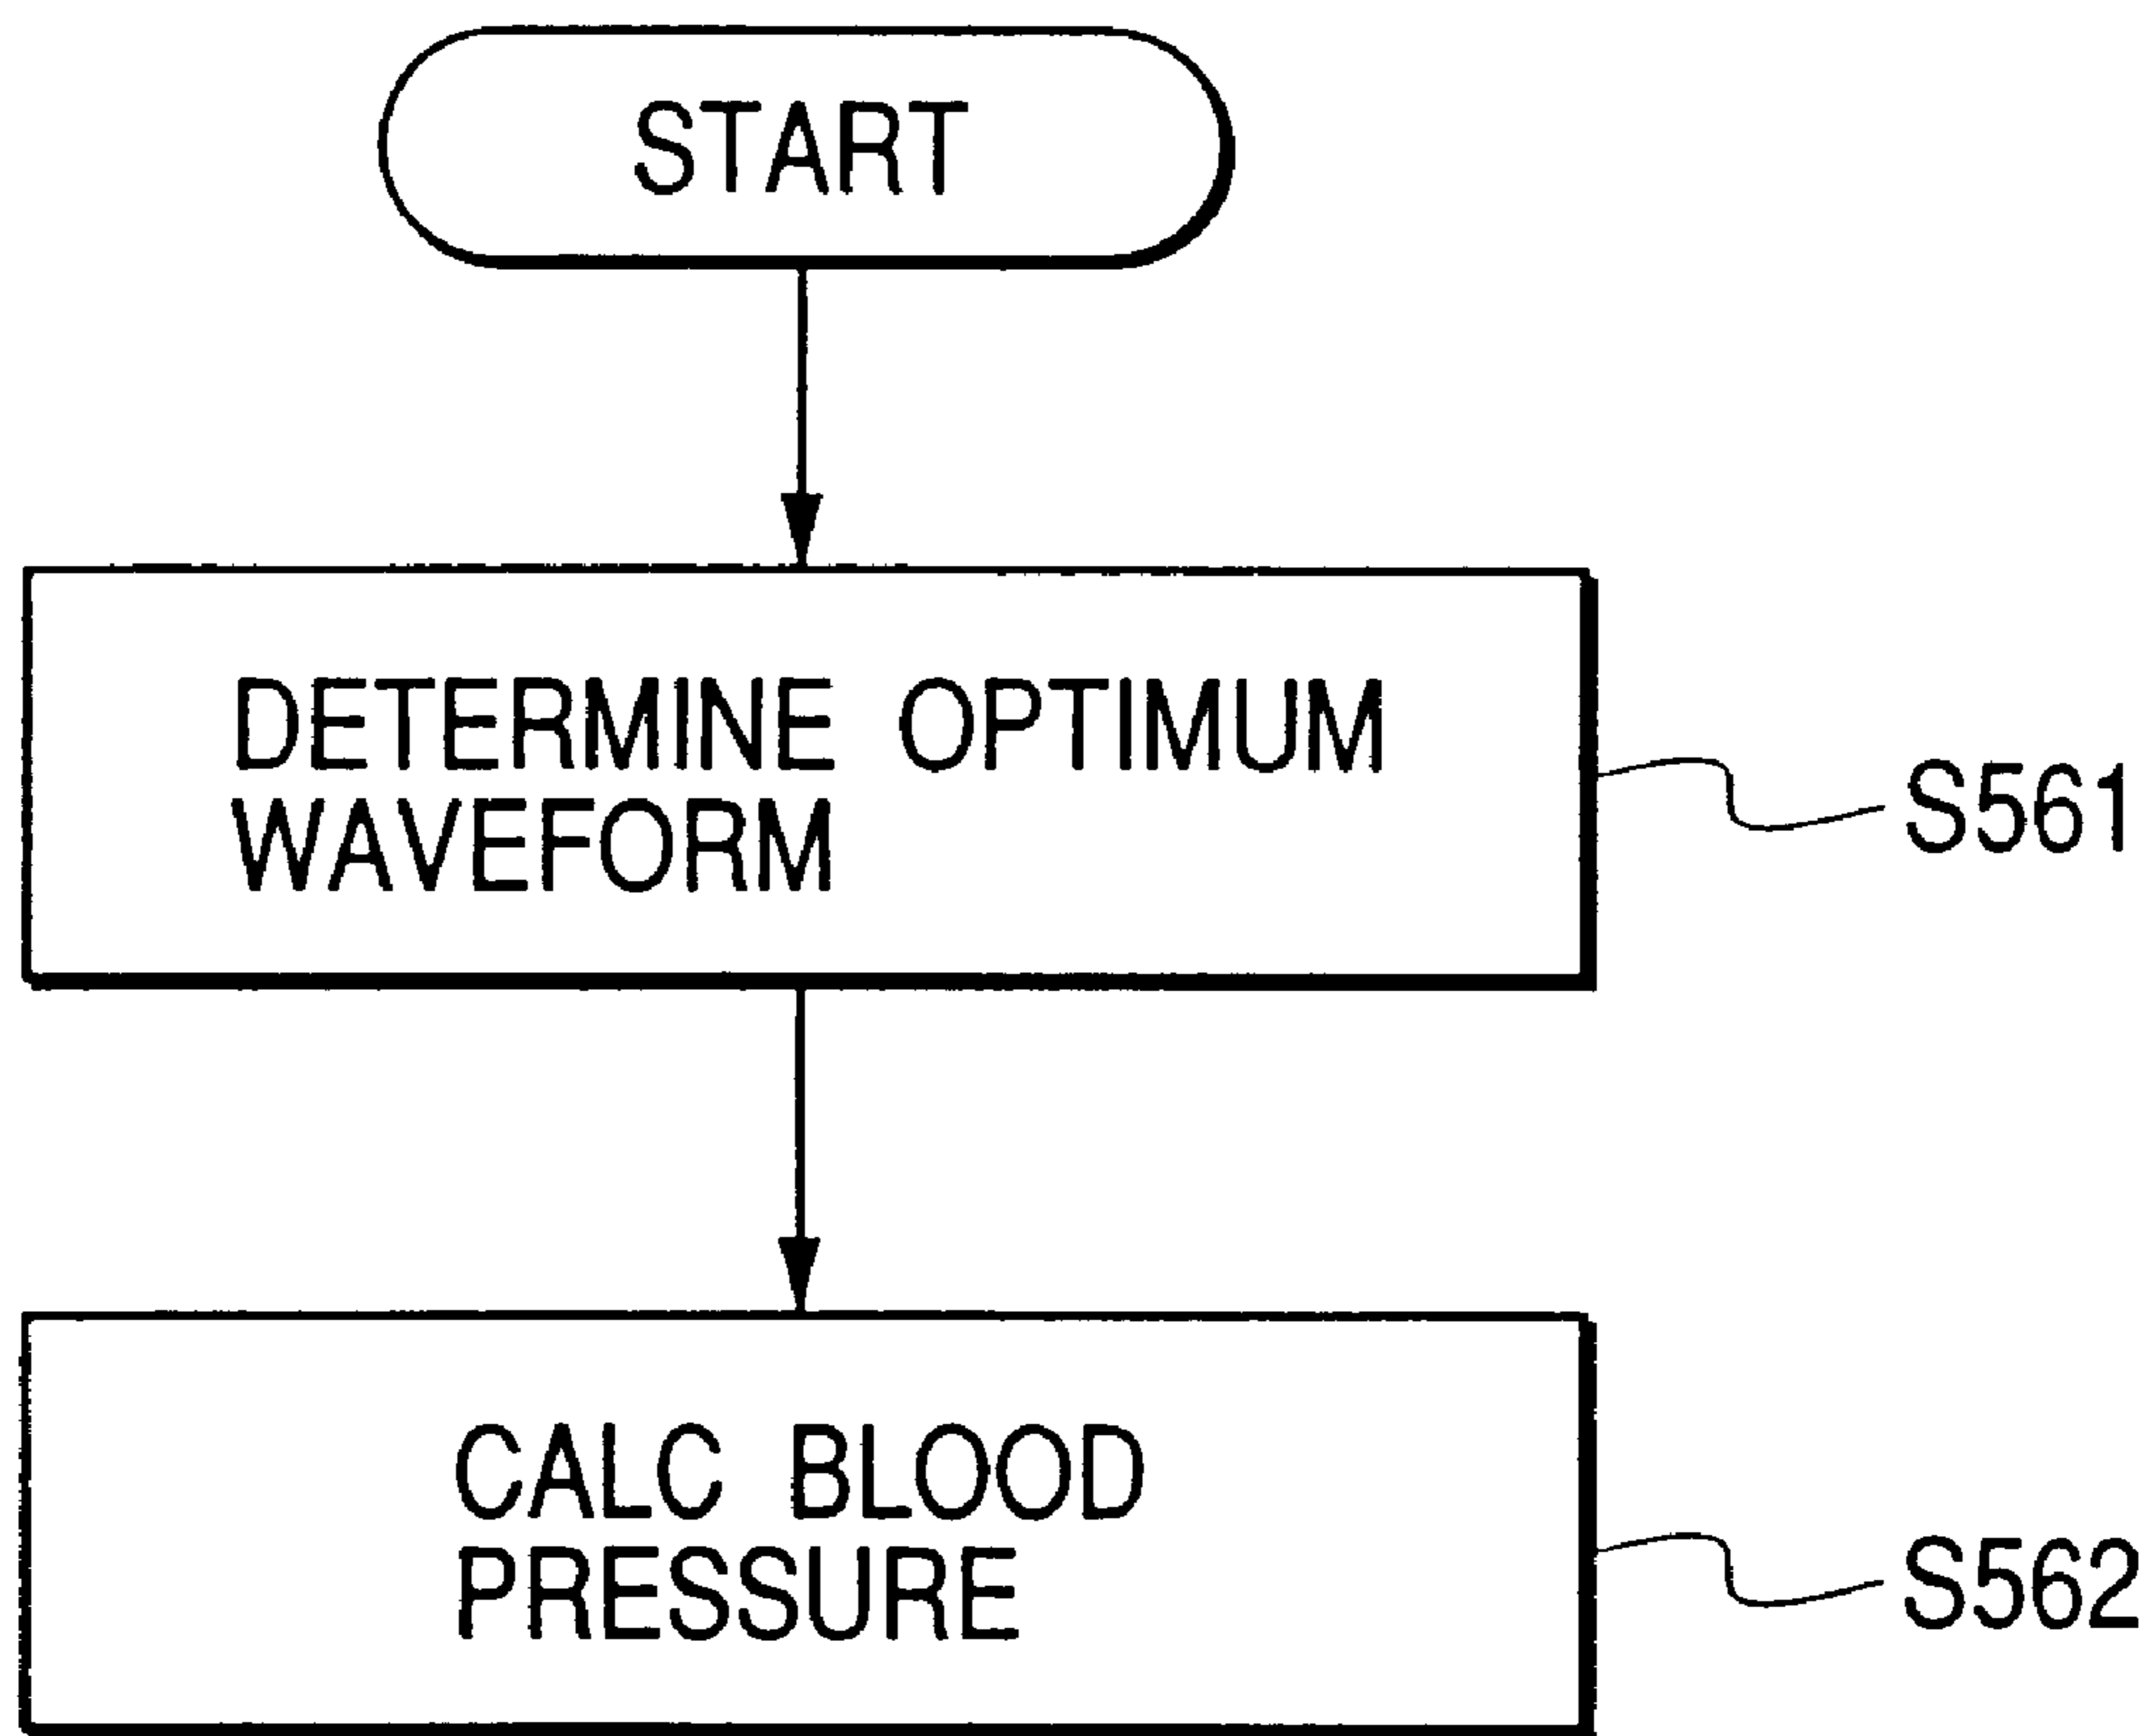 START
DETERMINE OPTIMUM
WAVEFORM
S561
CALC BLOOD
PRESSURE
S562